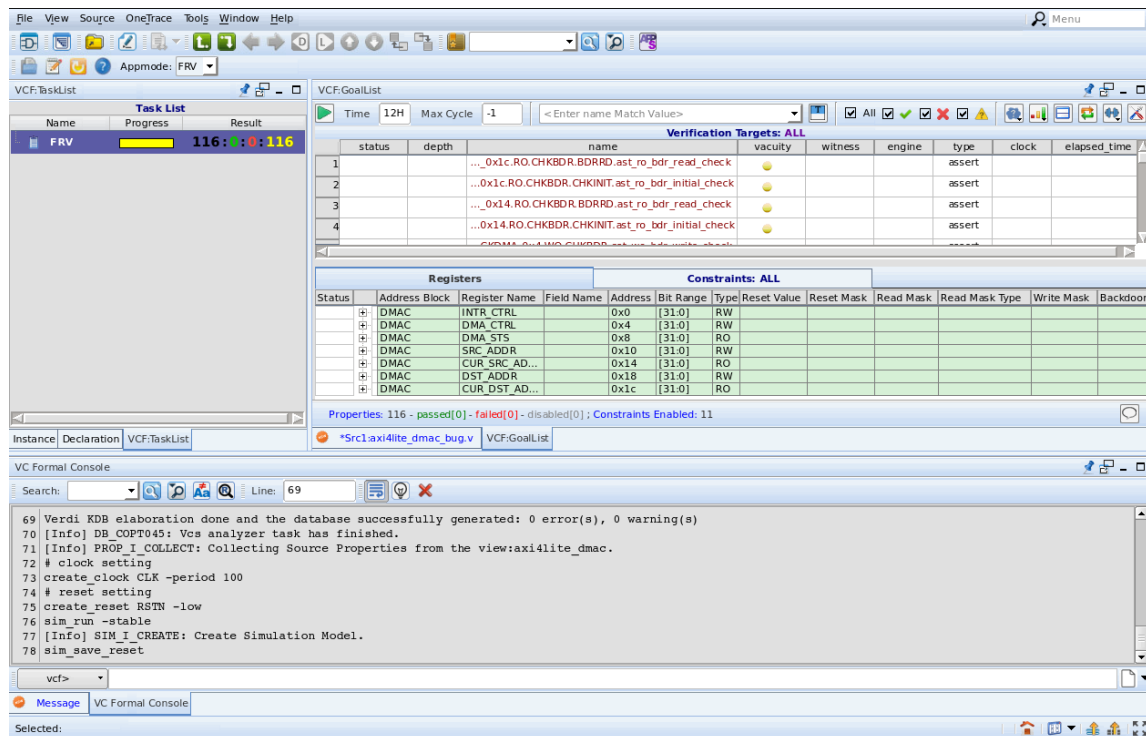 File View Source OneTrace Tools Window Help Menu
Appmode: FRV
VCF:TaskList
Task List
Name Progress Result
FRV 116:0:0:116
Instance Declaration VCF:TaskList
VCF:GoalList
Time 12H Max Cycle -1 < Enter name Match Value> All
Verification Targets: ALL
status depth name vacuity witness engine type clock elapsed_time
1 ..._0x1c.RO.CHKBDR.BDRRD.ast_ro_bdr_read_check assert
2 ...0x1c.RO.CHKBDR.CHKINIT.ast_ro_bdr_initial_check assert
3 ..._0x14.RO.CHKBDR.BDRRD.ast_ro_bdr_read_check assert
4 ...0x14.RO.CHKBDR.CHKINIT.ast_ro_bdr_initial_check assert
Registers Constraints: ALL
Status Address Block Register Name Field Name Address Bit Range Type Reset Value Reset Mask Read Mask Read Mask Type Write Mask Backdoor
DMAC INTR_CTRL 0x0 [31:0] RW
DMAC DMA_CTRL 0x4 [31:0] RW
DMAC DMA_STS 0x8 [31:0] RO
DMAC SRC_ADDR 0x10 [31:0] RW
DMAC CUR_SRC_AD... 0x14 [31:0] RO
DMAC DST_ADDR 0x18 [31:0] RW
DMAC CUR_DST_AD... 0x1c [31:0] RO
Properties: 116 - passed[0] - failed[0] - disabled[0] ; Constraints Enabled: 11
*Src1:axi4lite_dmac_bug.v VCF:GoalList
VC Formal Console
Search: Line: 69
69 Verdi KDB elaboration done and the database successfully generated: 0 error(s), 0 warning(s)
70 [Info] DB_COPT045: Vcs analyzer task has finished.
71 [Info] PROP_I_COLLECT: Collecting Source Properties from the view:axi4lite_dmac.
72 # clock setting
73 create_clock CLK -period 100
74 # reset setting
75 create_reset RSTN -low
76 sim_run -stable
77 [Info] SIM_I_CREATE: Create Simulation Model.
78 sim_save_reset
vcf>
Message VC Formal Console
Selected: